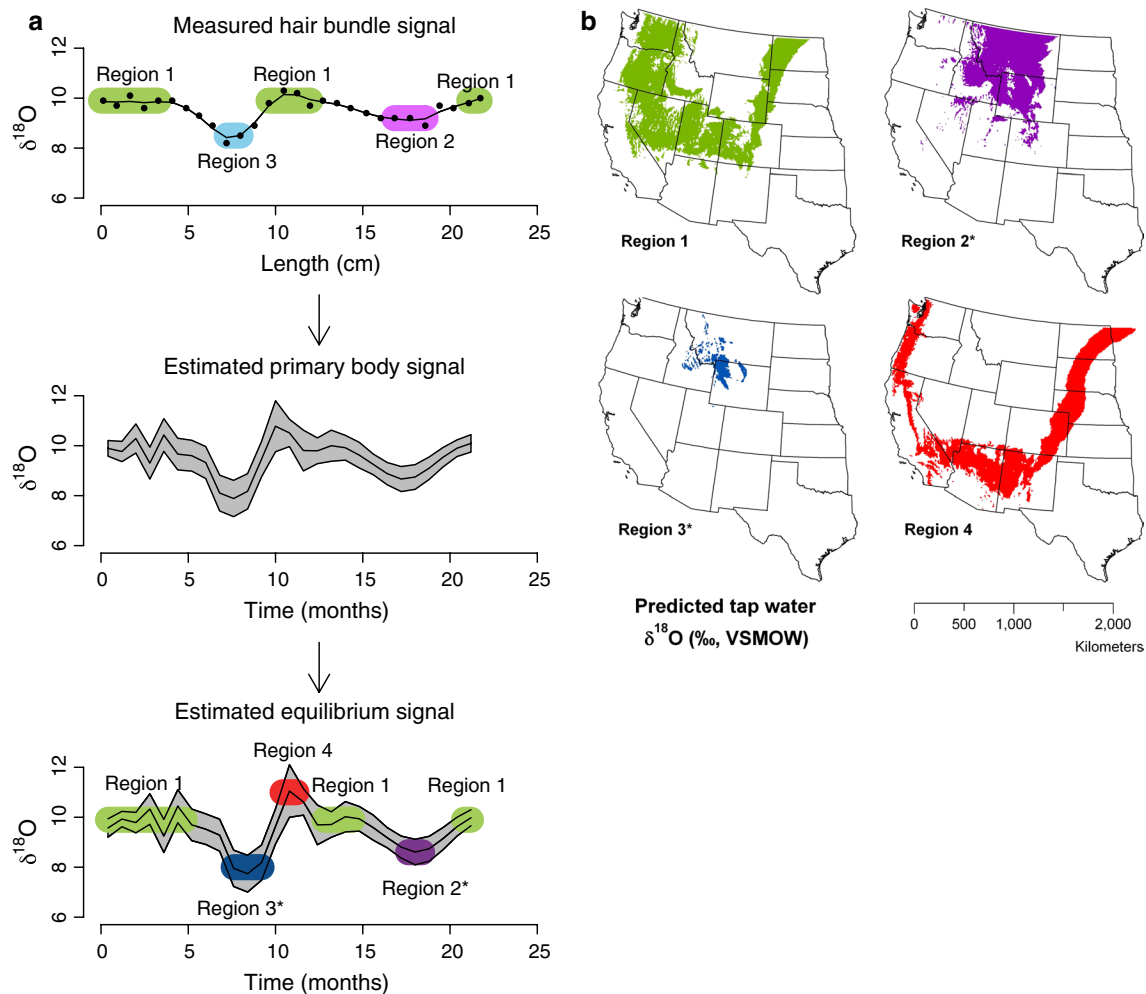 a
Measured hair bundle signal
12
10
8
6
δ18O
Region 1
Region 1
Region 1
Region 3
Region 2
0 5 10 15 20 25
Length (cm)
Estimated primary body signal
12
10
8
6
δ18O
0 5 10 15 20 25
Time (months)
Estimated equilibrium signal
12
10
8
6
δ18O
Region 4
Region 1
Region 1
Region 1
Region 3*
Region 2*
0 5 10 15 20 25
Time (months)
b
Region 1
Region 2*
Region 3*
Region 4
Predicted tap water
δ18O (‰, VSMOW)
0 500 1,000 2,000
Kilometers